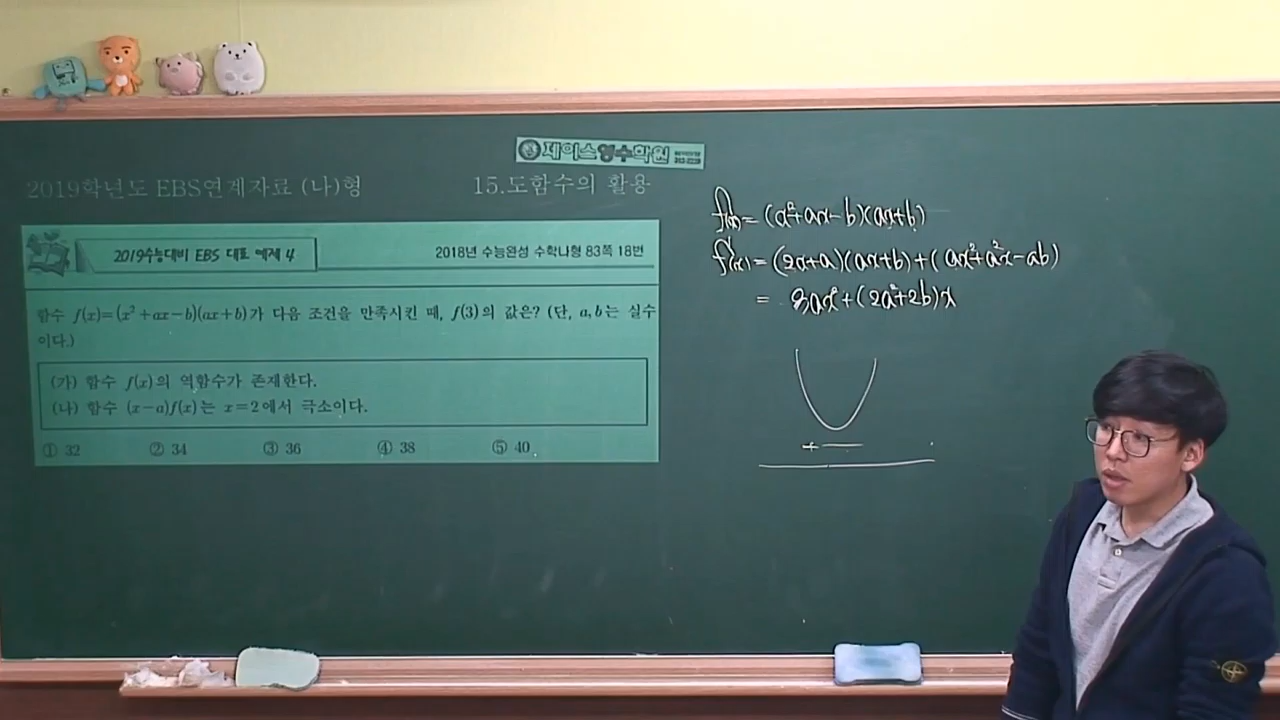 제이스영수학원
2019학년도 EBS연계자료 (나)형
15.도함수의 활용
2019수능대비 EBS 대표 예제 4
2018년 수능완성 수학나형 83쪽 18번
함수 f(x)=(x²+ax-b)(ax+b)가 다음 조건을 만족시킨 때, f(3)의 값은? (단, a, b는 실수
이다.)
(가) 함수 f(x)의 역함수가 존재한다.
(나) 함수 (x-a)f(x)는 x=2에서 극소이다.
① 32 ② 34 ③ 36 ④ 38 ⑤ 40
f(x)=(x²+ax-b)(ax+b)
f'(x)=(2x+a)(ax+b)+(ax²+a²x-ab)
= 3ax²+(2a²+2b)x